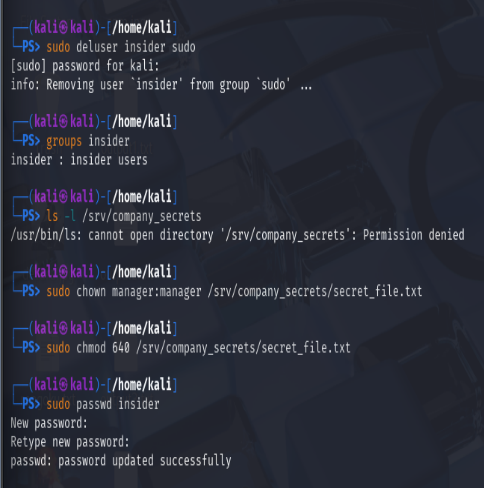 ┌──(kali㉿kali)-[/home/kali]
└─PS> sudo deluser insider sudo
[sudo] password for kali:
info: Removing user `insider' from group `sudo' ...
┌──(kali㉿kali)-[/home/kali]
└─PS> groups insider
insider : insider users
┌──(kali㉿kali)-[/home/kali]
└─PS> ls -l /srv/company_secrets
/usr/bin/ls: cannot open directory '/srv/company_secrets': Permission denied
┌──(kali㉿kali)-[/home/kali]
└─PS> sudo chown manager:manager /srv/company_secrets/secret_file.txt
┌──(kali㉿kali)-[/home/kali]
└─PS> sudo chmod 640 /srv/company_secrets/secret_file.txt
┌──(kali㉿kali)-[/home/kali]
└─PS> sudo passwd insider
New password:
Retype new password:
passwd: password updated successfully